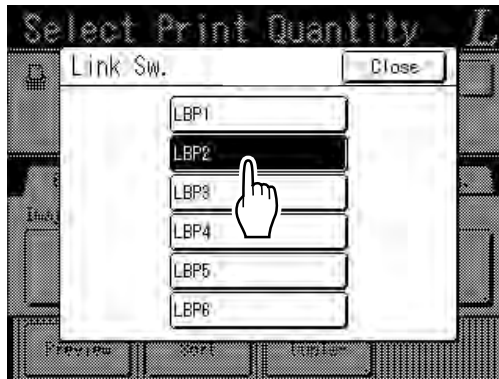 Select Print Quantity L
Link Sw. Close
LBP1
LBP2
LBP3
LBP4
LBP5
LBP6
Preview Sort